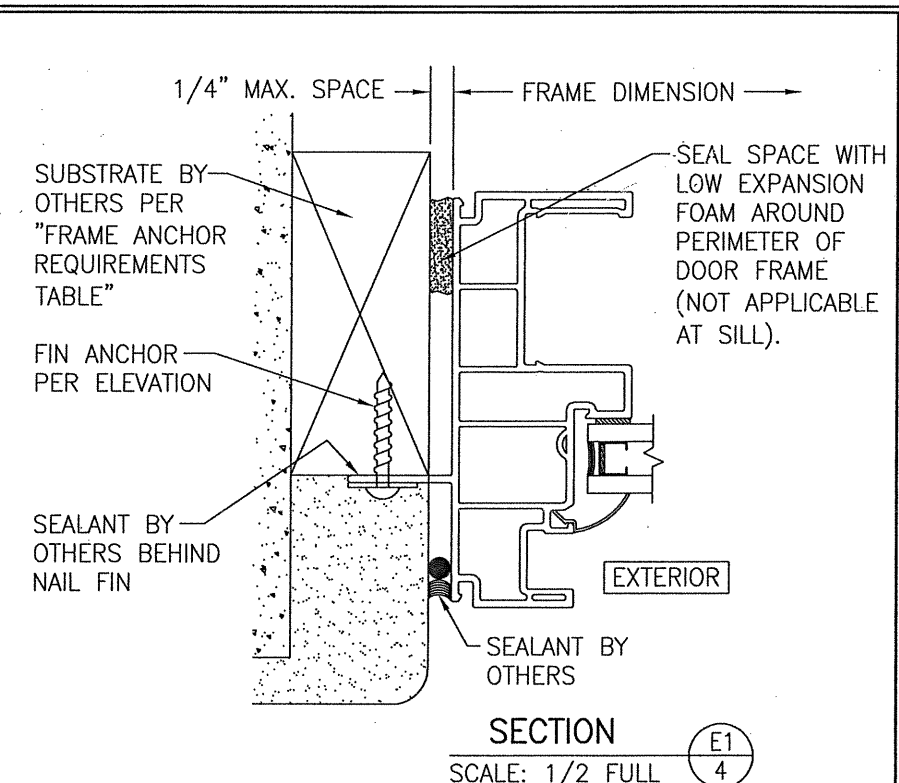 1/4" MAX. SPACE
FRAME DIMENSION
SUBSTRATE BY
OTHERS PER
"FRAME ANCHOR
REQUIREMENTS
TABLE"
SEAL SPACE WITH
LOW EXPANSION
FOAM AROUND
PERIMETER OF
DOOR FRAME
(NOT APPLICABLE
AT SILL).
FIN ANCHOR
PER ELEVATION
SEALANT BY
OTHERS BEHIND
NAIL FIN
EXTERIOR
SEALANT BY
OTHERS
SECTION
SCALE: 1/2 FULL
E1
4